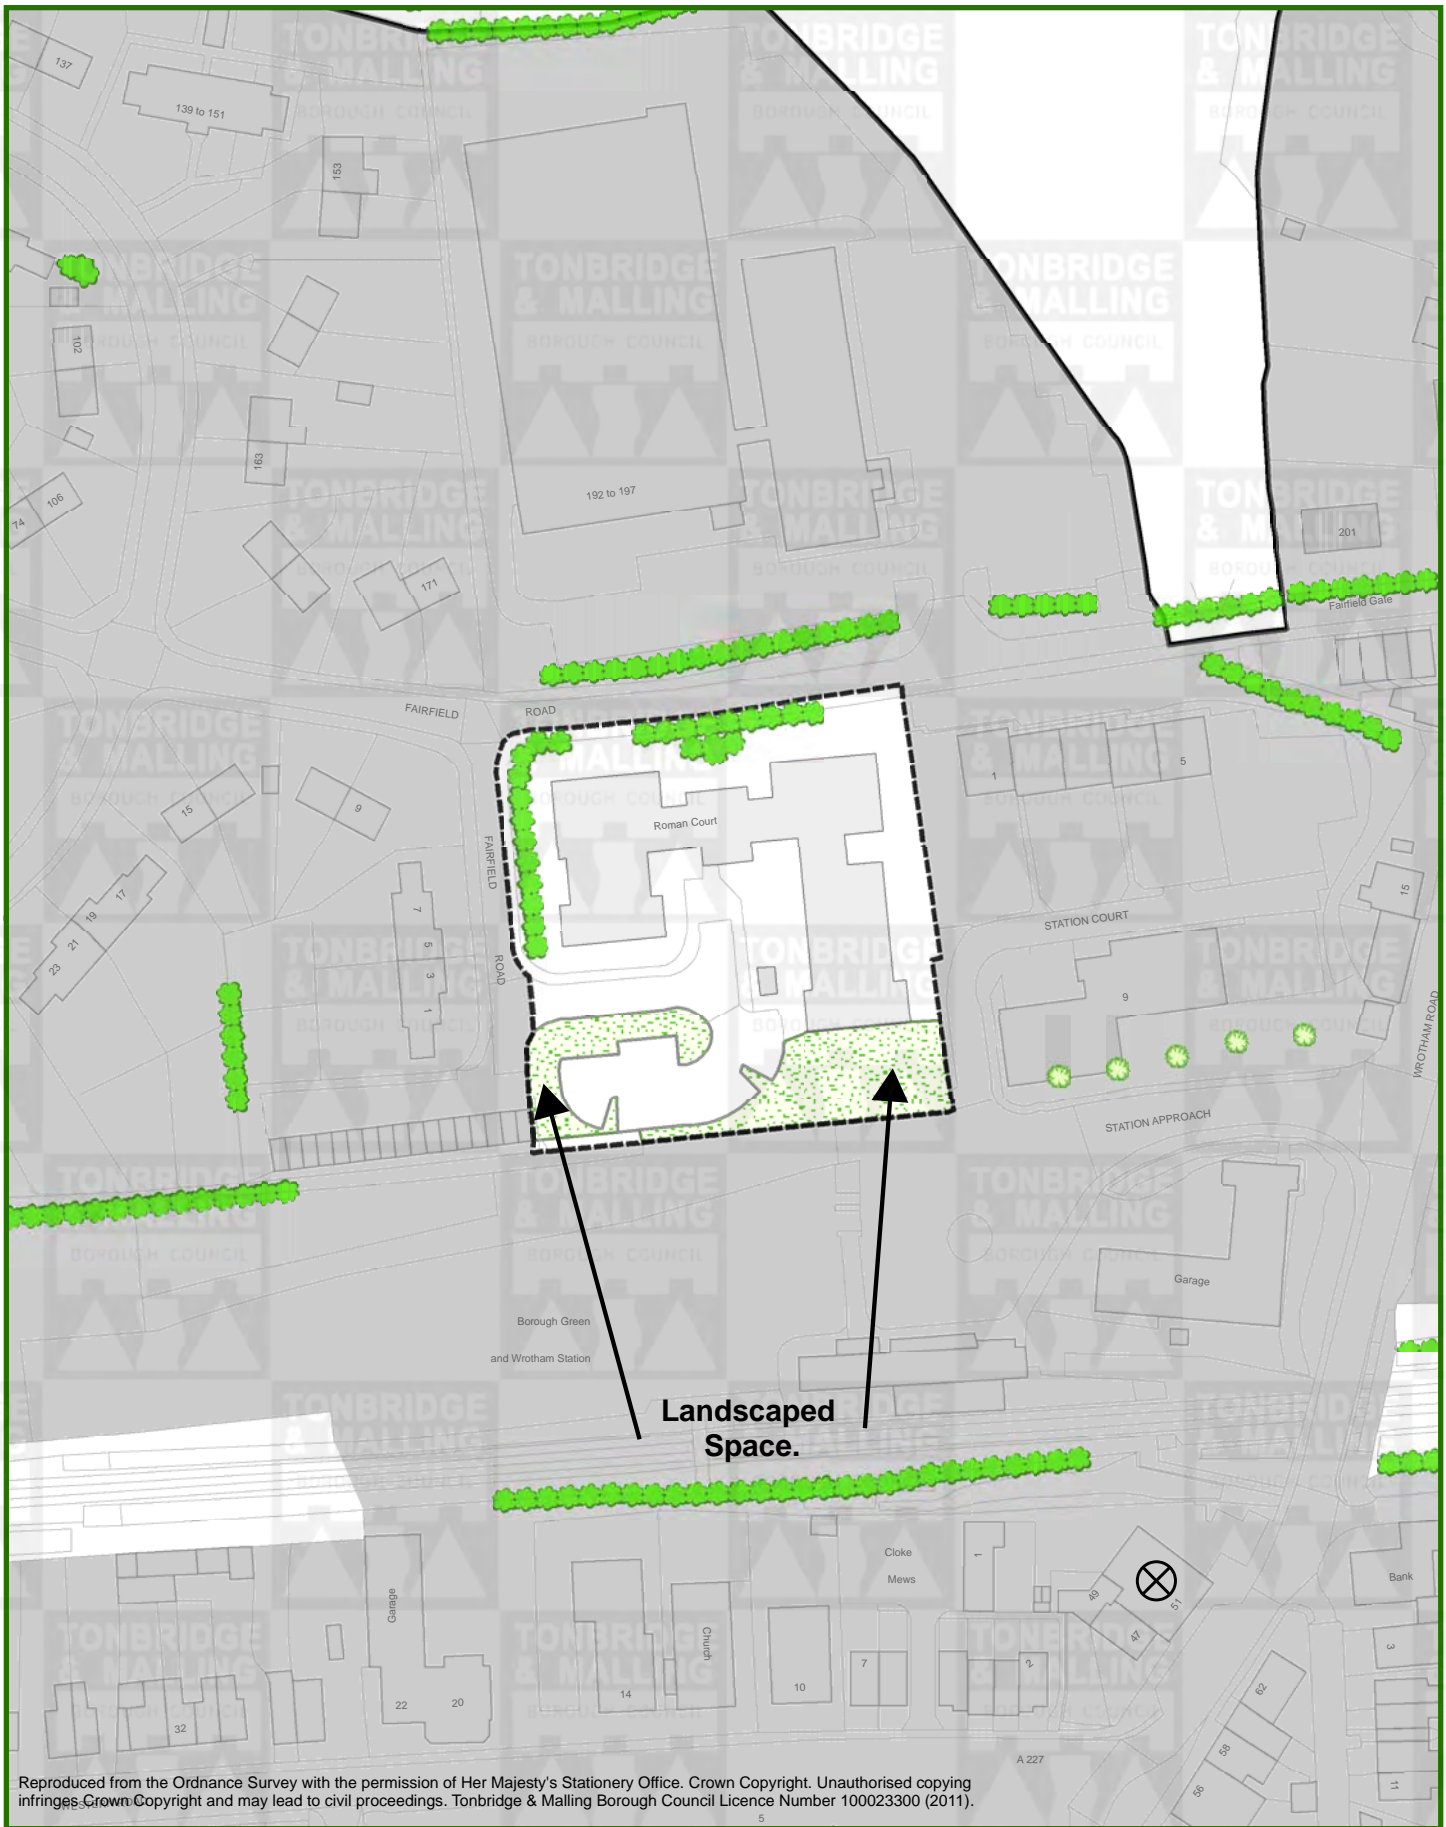 TONBRIDGE
& MALLING
BOROUGH COUNCIL
137
139 to 151
153
102
163
106
74
171
192 to 197
201
Fairfield Gate
FAIRFIELD
ROAD
Roman Court
FAIRFIELD
ROAD
15
9
17
19
21
23
7
5
3
1
1
5
STATION COURT
9
15
WROTHAM ROAD
STATION APPROACH
Garage
Borough Green
and Wrotham Station
Landscaped
Space.
Garage
22
20
32
14
Church
10
Cloke
Mews
7
1
2
49
51
47
Bank
3
62
58
56
11
A 227
5
Reproduced from the Ordnance Survey with the permission of Her Majesty's Stationery Office. Crown Copyright. Unauthorised copying
infringes Crown Copyright and may lead to civil proceedings. Tonbridge & Malling Borough Council Licence Number 100023300 (2011).